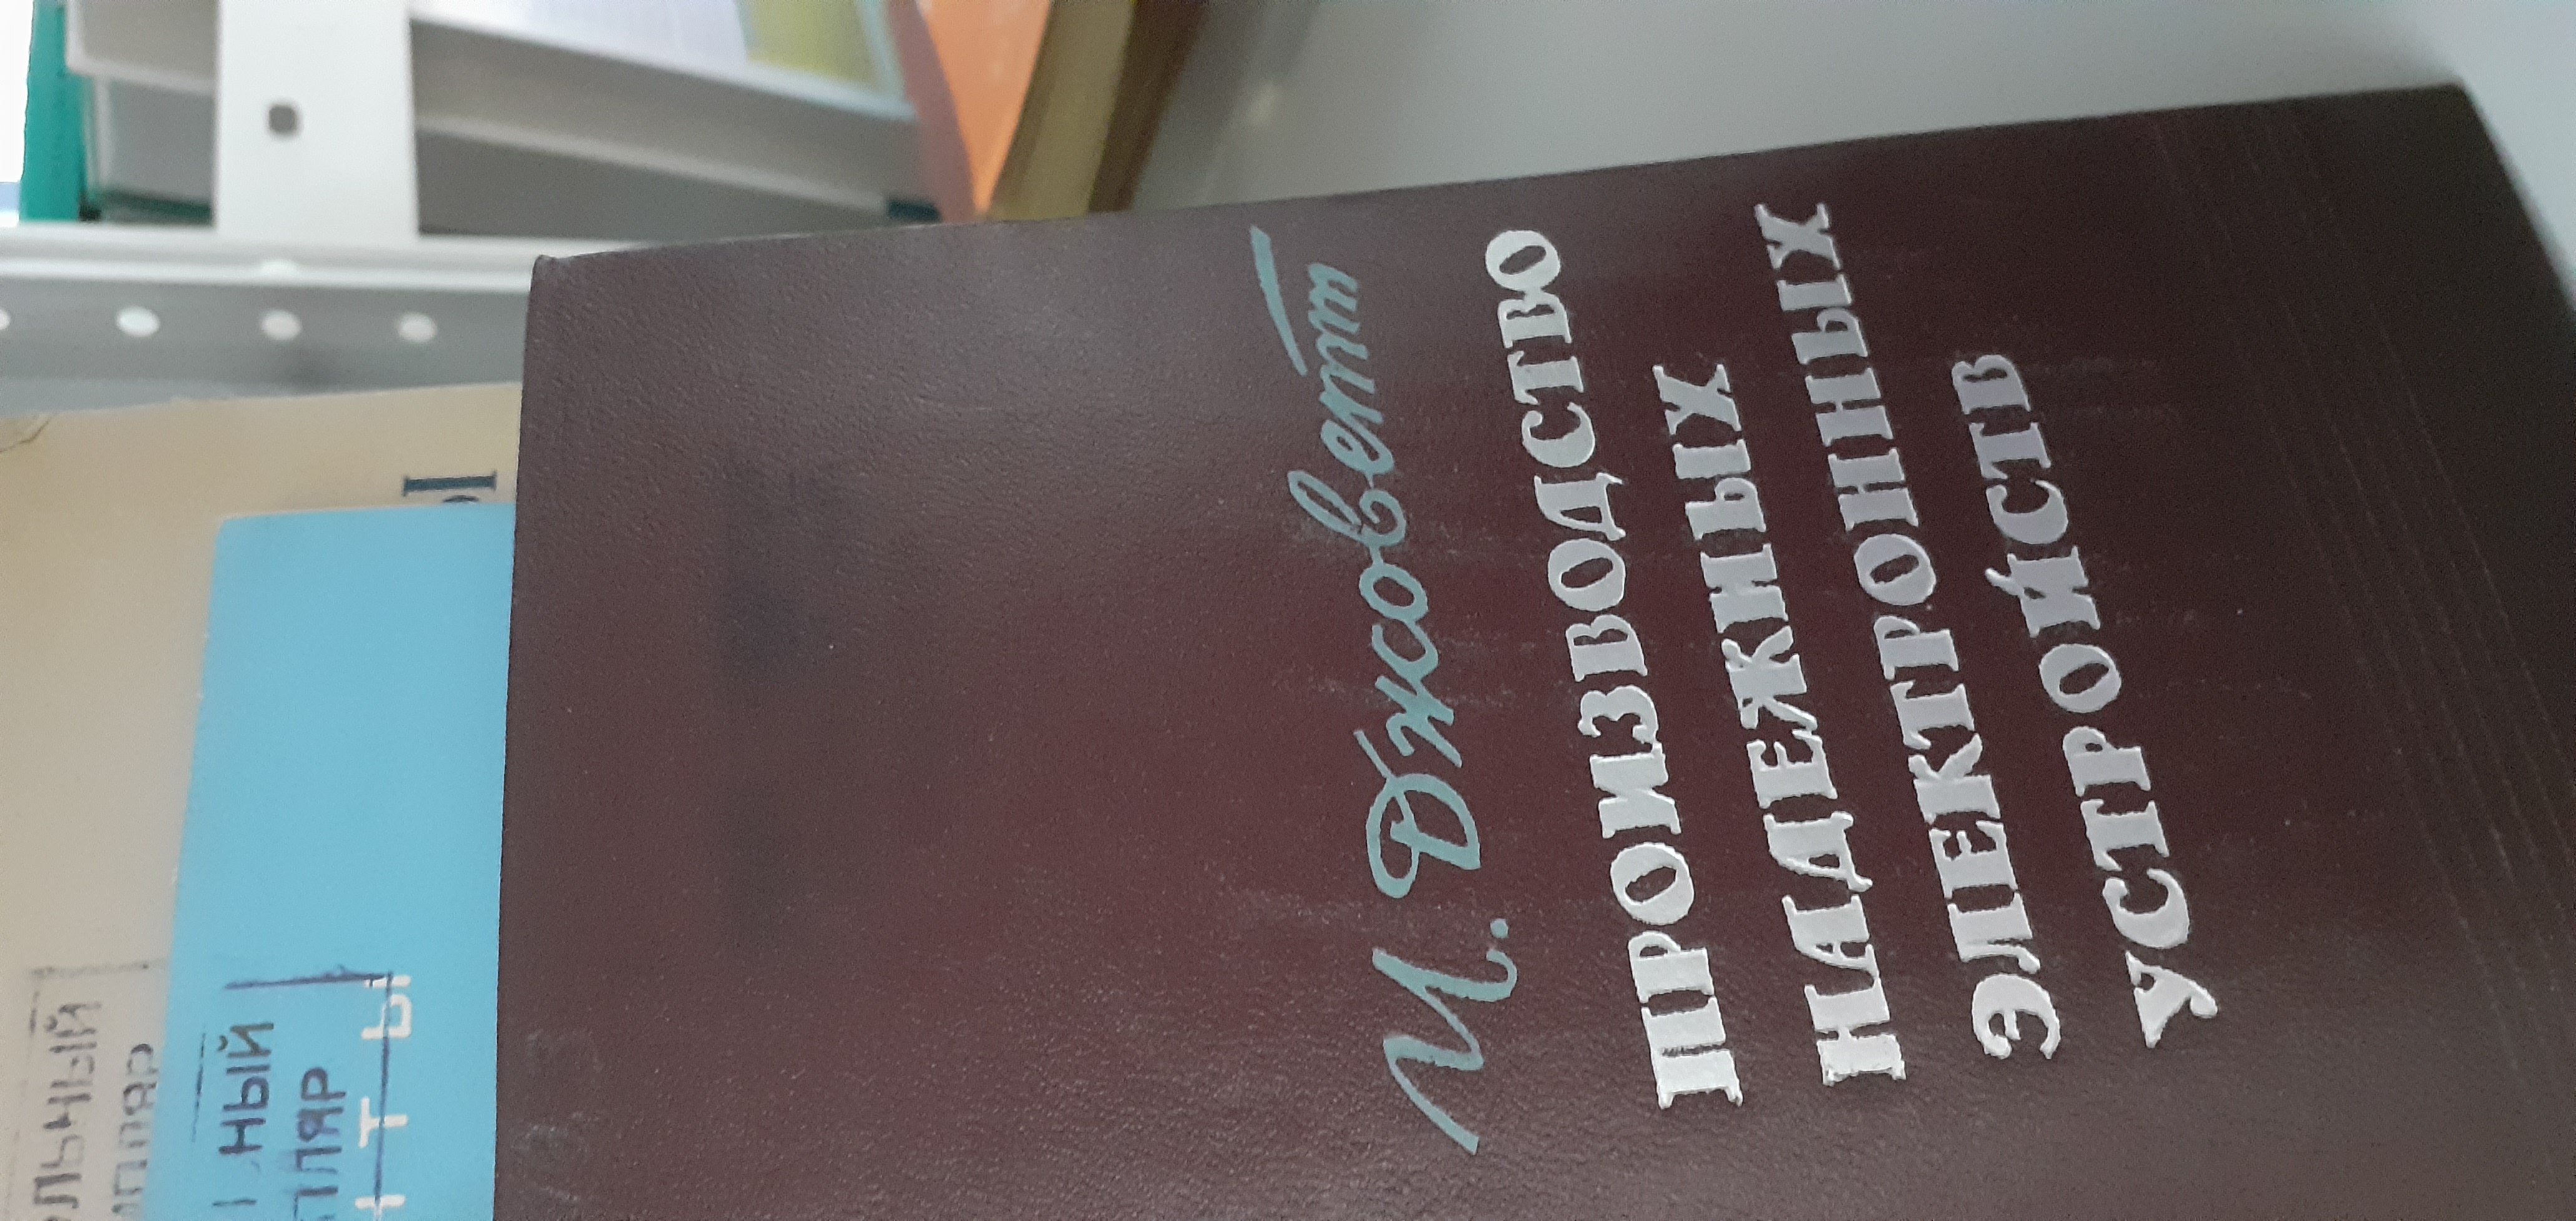 И. Джоветт
ПРОИЗВОДСТВО
НАДЕЖНЫХ
ЭЛЕКТРОННЫХ
УСТРОЙСТВ